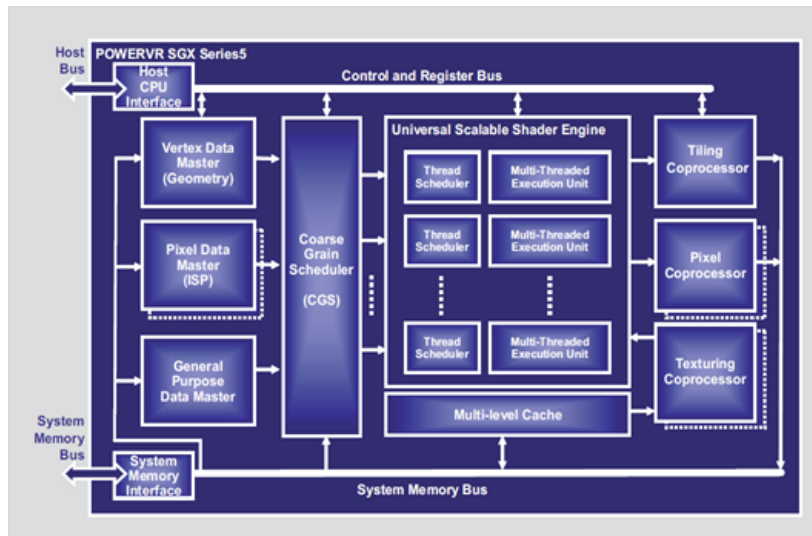 POWERVR SGX Series5
Host
Bus
Host
CPU
Interface
Control and Register Bus
Vertex Data
Master
(Geometry)
Pixel Data
Master
(ISP)
General
Purpose
Data Master
Coarse
Grain
Scheduler
(CGS)
Universal Scalable Shader Engine
Thread
Scheduler
Multi-Threaded
Execution Unit
Thread
Scheduler
Multi-Threaded
Execution Unit
Thread
Scheduler
Multi-Threaded
Execution Unit
Multi-level Cache
Tiling
Coprocessor
Pixel
Coprocessor
Texturing
Coprocessor
System
Memory
Bus
System
Memory
Interface
System Memory Bus